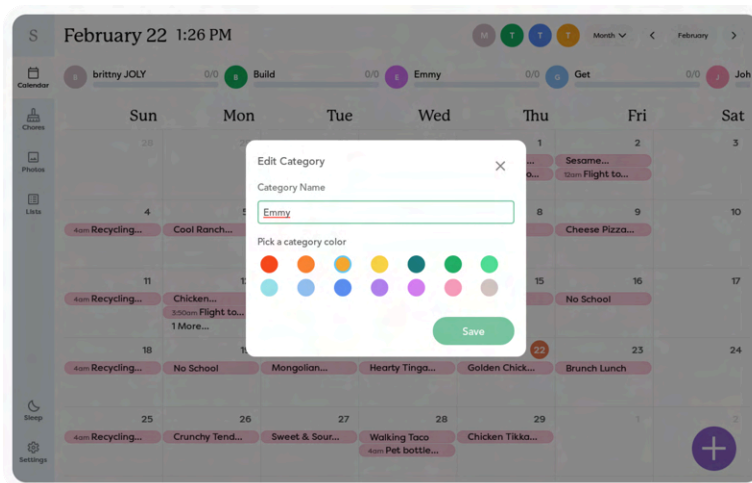 S February 22 1:26 PM M T T T Month February
B brittny JOLY 0/0 B Build 0/0 E Emmy 0/0 G Get 0/0 J Joh
Calendar
Sun Mon Tue Wed Thu Fri Sat
Chores
28 1 2 3
... Sesame...
o... 12am Flight to...
Photos
Lists
4 5 8 9 10
4am Recycling... Cool Ranch... Cheese Pizza...
11 15 16 17
4am Recycling... Chicken... No School
3:50am Flight to...
1 More...
18 22 23 24
4am Recycling... No School Mongolian... Hearty Tinga... Golden Chick... Brunch Lunch
Sleep
25 26 27 28 29 1 2
4am Recycling... Crunchy Tend... Sweet & Sour... Walking Taco Chicken Tikka...
4am Pet bottle...
Settings
Edit Category
Category Name
Emmy
Pick a category color
Save